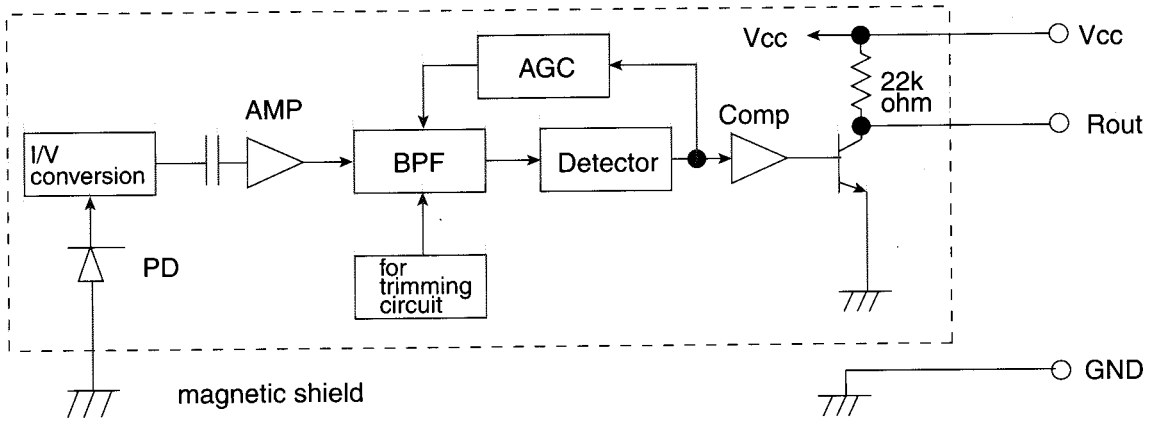 Vcc
Vcc
AGC
22k
ohm
AMP
Comp
Rout
I/V
conversion
BPF
Detector
PD
for
trimming
circuit
GND
magnetic shield